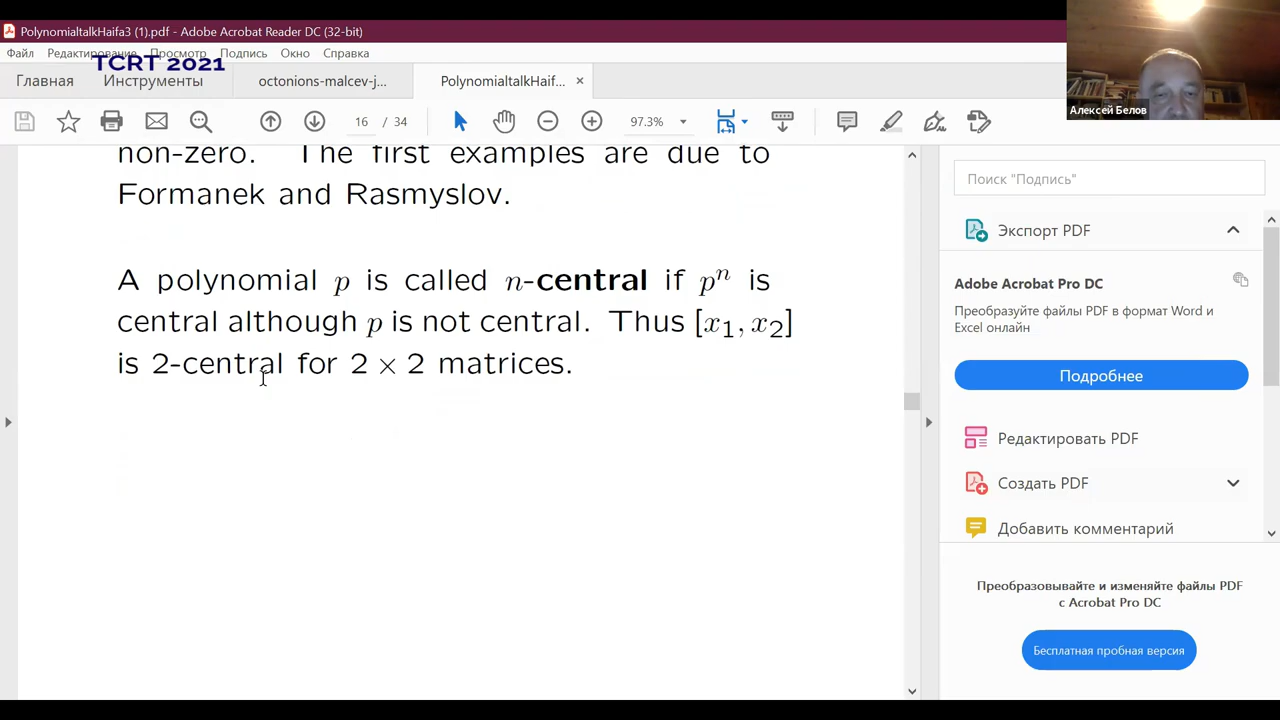 PolynomialtalkHaifa3 (1).pdf - Adobe Acrobat Reader DC (32-bit)
Файл Редактирование Просмотр Подпись Окно Справка
TCRT 2021
Главная Инструменты octonions-malcev-j... PolynomialtalkHaif... ×
16 / 34 97.3%
Алексей Белов
non-zero. The first examples are due to
Formanek and Rasmyslov.
A polynomial p is called n-central if pⁿ is
central although p is not central. Thus [x₁, x₂]
is 2-central for 2 × 2 matrices.
Поиск "Подпись"
Экспорт PDF
Adobe Acrobat Pro DC
Преобразуйте файлы PDF в формат Word и
Excel онлайн
Подробнее
Редактировать PDF
Создать PDF
Добавить комментарий
Преобразовывайте и изменяйте файлы PDF
с Acrobat Pro DC
Бесплатная пробная версия